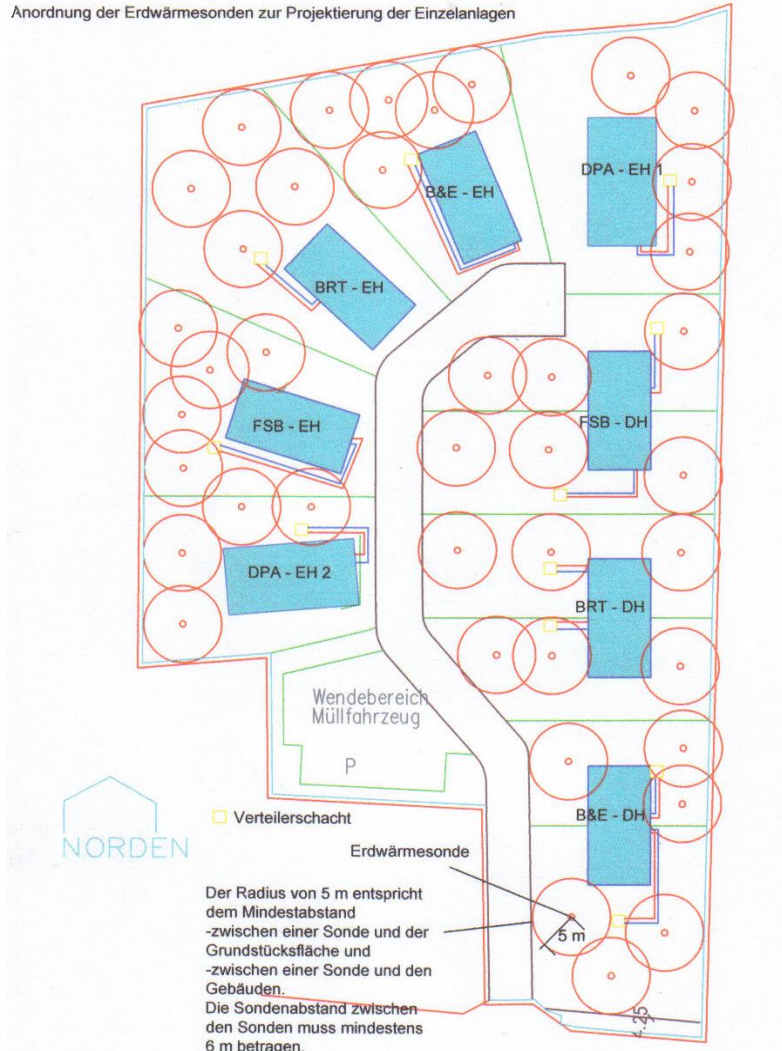 Anordnung der Erdwärmesonden zur Projektierung der Einzelanlagen
DPA - EH 1
B&E - EH
BRT - EH
FSB - EH
FSB - DH
DPA - EH 2
BRT - DH
Wendebereich
Müllfahrzeug
P
B&E - DH
NORDEN
Verteilerschacht
Erdwärmesonde
Der Radius von 5 m entspricht
dem Mindestabstand
-zwischen einer Sonde und der
Grundstücksfläche und
-zwischen einer Sonde und den
Gebäuden.
Die Sondenabstand zwischen
den Sonden muss mindestens
6 m betragen.
5 m
4.25